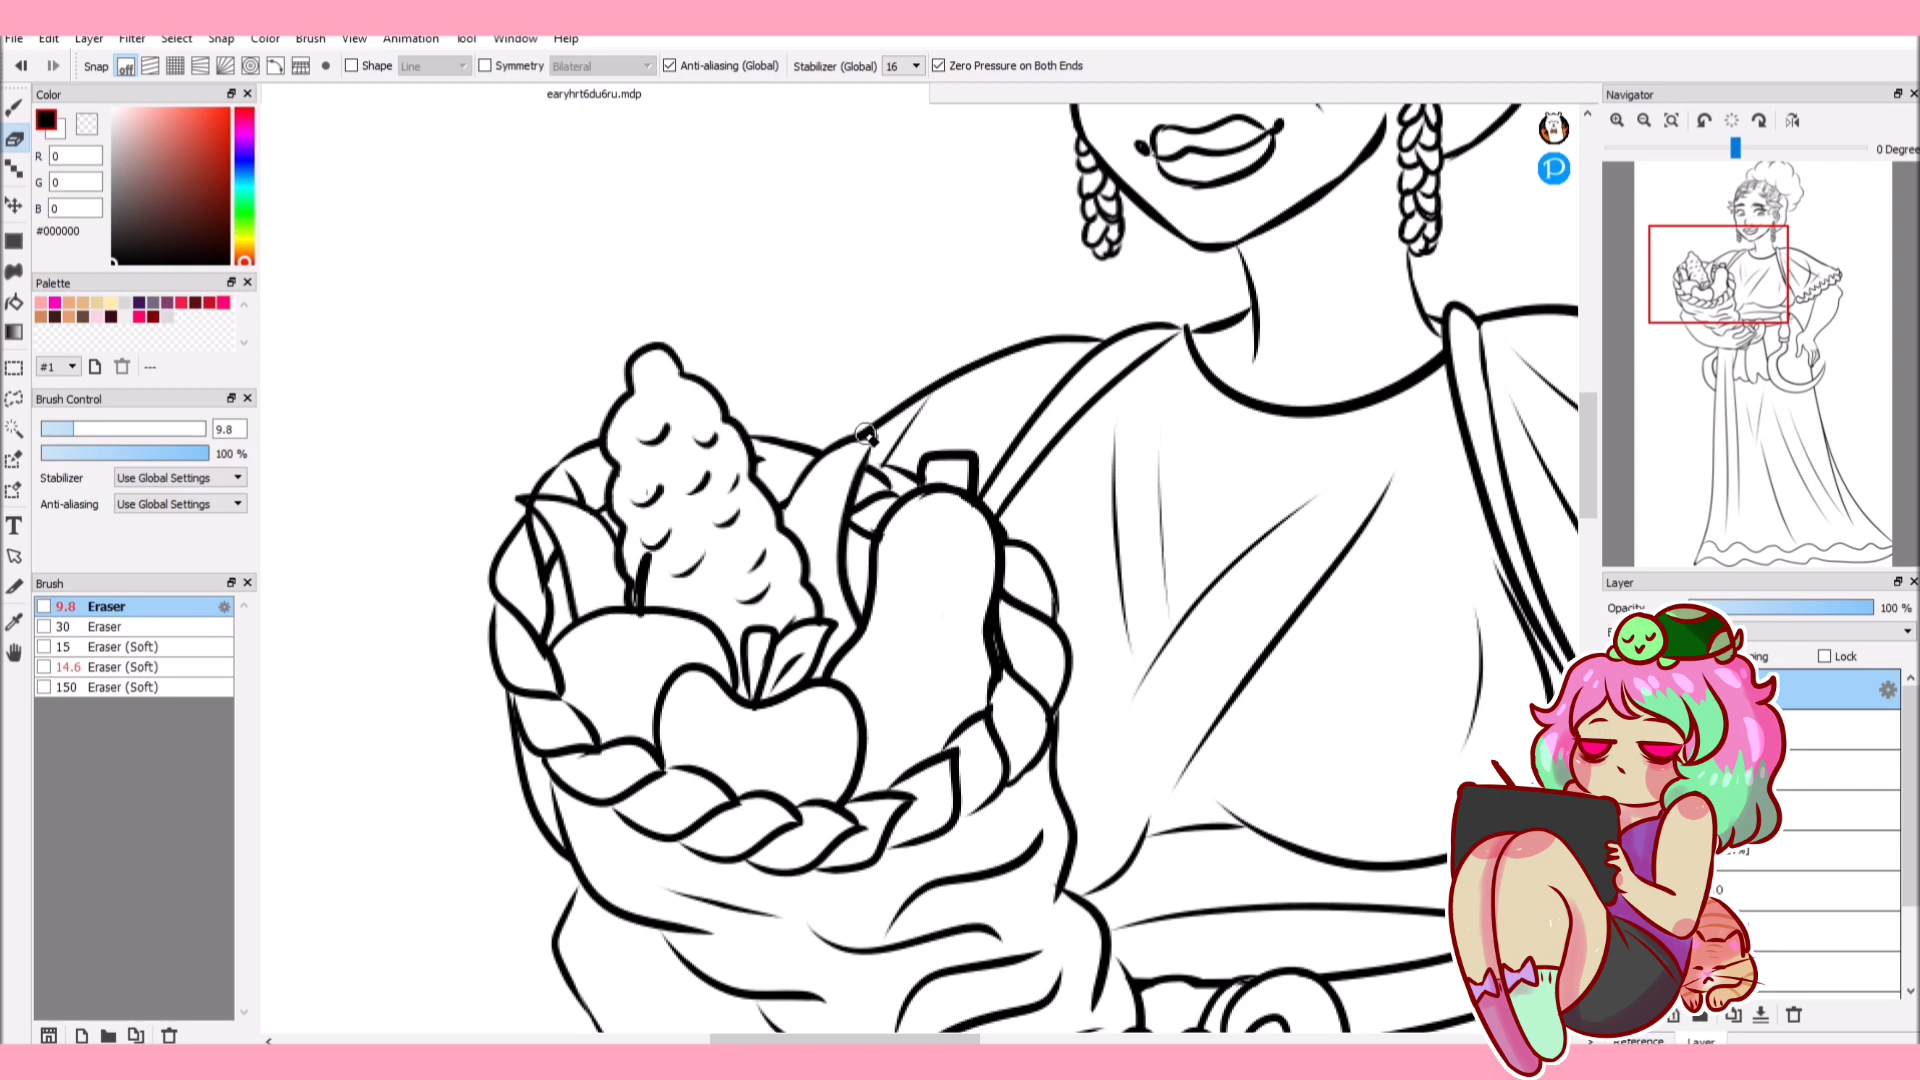 File Edit Layer Filter Select Snap Color Brush View Animation Tool Window Help
Snap off Shape Line Symmetry Bilateral Anti-aliasing (Global) Stabilizer (Global) 16 Zero Pressure on Both Ends
Color
earyhrt6du6ru.mdp
Navigator
R 0
G 0
B 0
#000000
0 Degree
Palette
#1
---
Brush Control
9.8
100 %
Stabilizer Use Global Settings
Anti-aliasing Use Global Settings
T
Brush
9.8 Eraser
30 Eraser
15 Eraser (Soft)
14.6 Eraser (Soft)
150 Eraser (Soft)
Layer
Opacity 100 %
Lock
0
Reference Layer